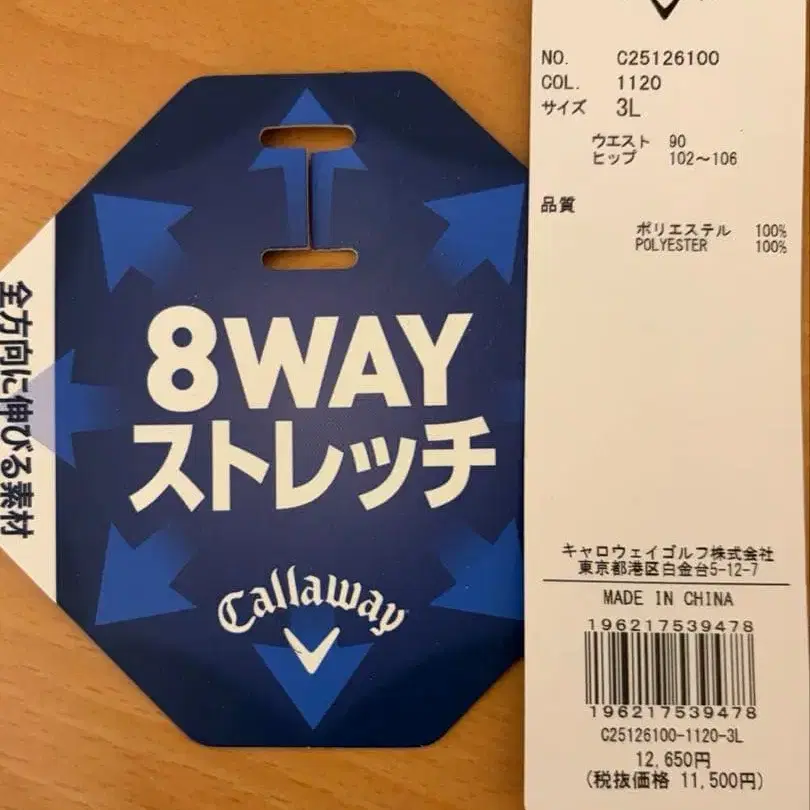 全方向に伸びる素材
8WAY
ストレッチ
Callaway
NO. C25126100
COL. 1120
サイズ 3L
ウエスト 90
ヒップ 102～106
品質
ポリエステル 100%
POLYESTER 100%
キャロウェイゴルフ株式会社
東京都港区白金台5-12-7
MADE IN CHINA
196217539478
196217539478
C25126100-1120-3L
12,650円
(税抜価格 11,500円)